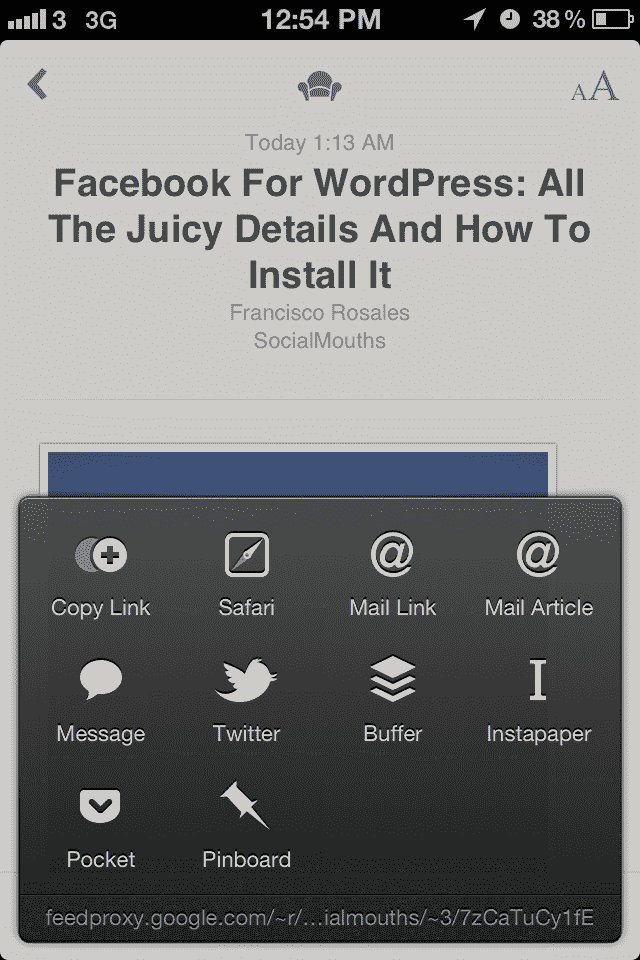 3 3G 12:54 PM 38 %
AA
Today 1:13 AM
Facebook For WordPress: All
The Juicy Details And How To
Install It
Francisco Rosales
SocialMouths
Copy Link Safari Mail Link Mail Article
Message Twitter Buffer Instapaper
Pocket Pinboard
feedproxy.google.com/~r/…ialmouths/~3/7zCaTuCy1fE